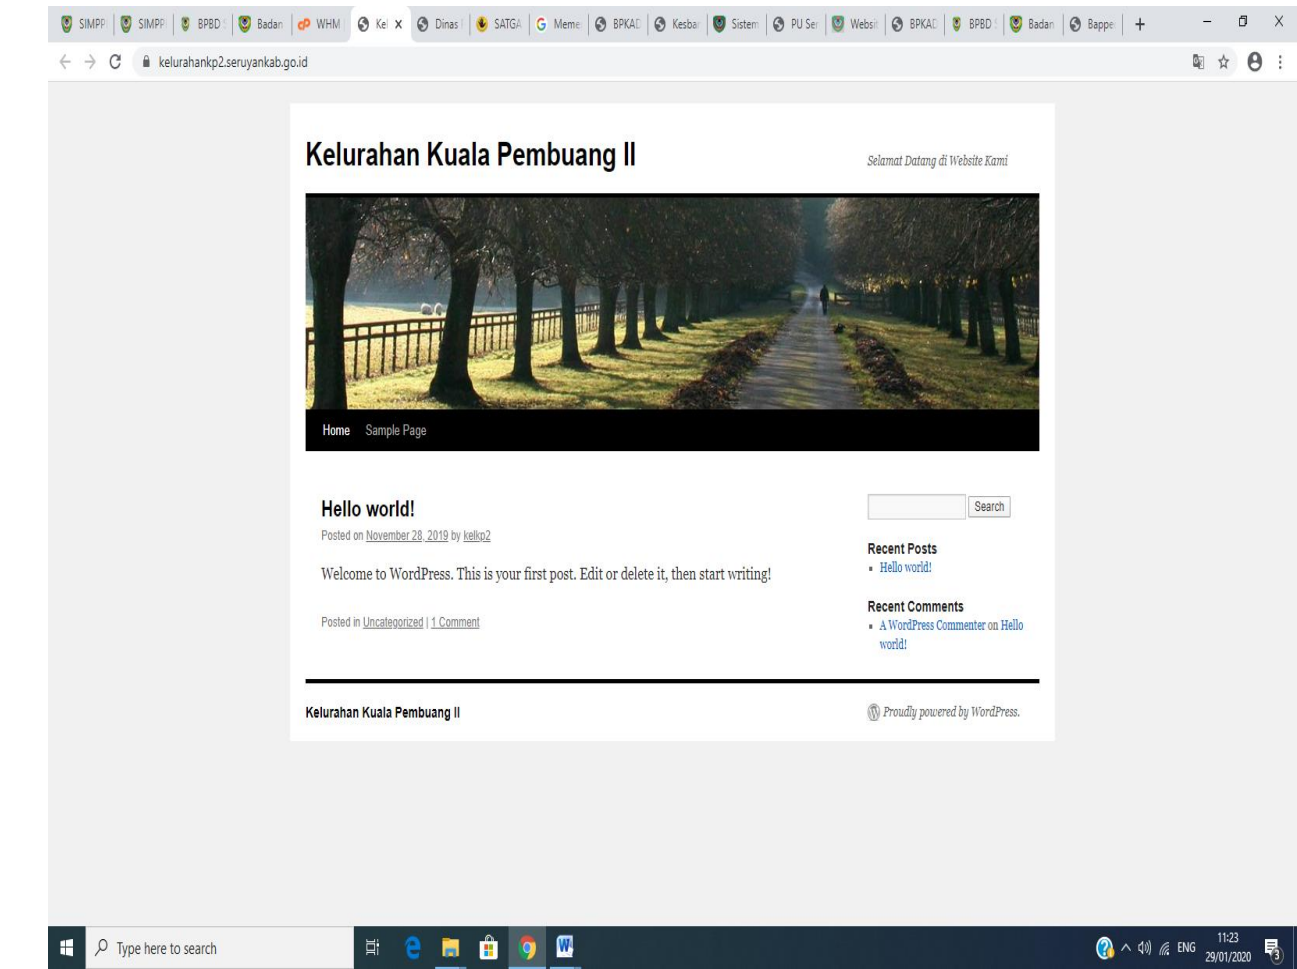 SIMPP SIMPP BPBD S Badan WHM Kel Dinas SATGA Meme BPKAD Kesba Sistem PU Ser Websit BPKAD BPBD S Badan Bappe
kelurahankp2.seruyankab.go.id
Kelurahan Kuala Pembuang II
Selamat Datang di Website Kami
Home Sample Page
Hello world!
Posted on November 28, 2019 by kelkp2
Welcome to WordPress. This is your first post. Edit or delete it, then start writing!
Posted in Uncategorized | 1 Comment
Search
Recent Posts
Hello world!
Recent Comments
A WordPress Commenter on Hello
world!
Kelurahan Kuala Pembuang II
Proudly powered by WordPress.
Type here to search
ENG
11:23
29/01/2020
3